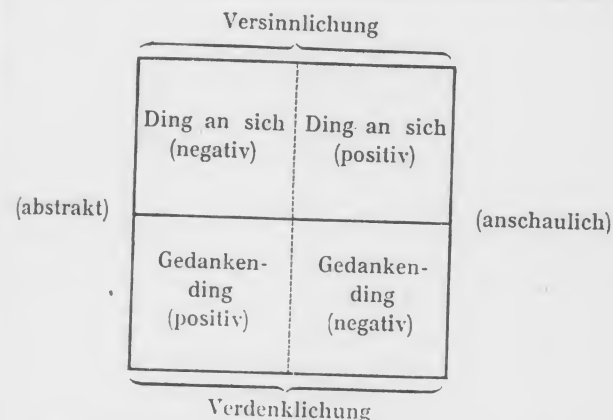 Versinnlichung
Ding an sich
(negativ)
Ding an sich
(positiv)
(abstrakt)
(anschaulich)
Gedanken-
ding
(positiv)
Gedanken-
ding
(negativ)
Verdenklichung